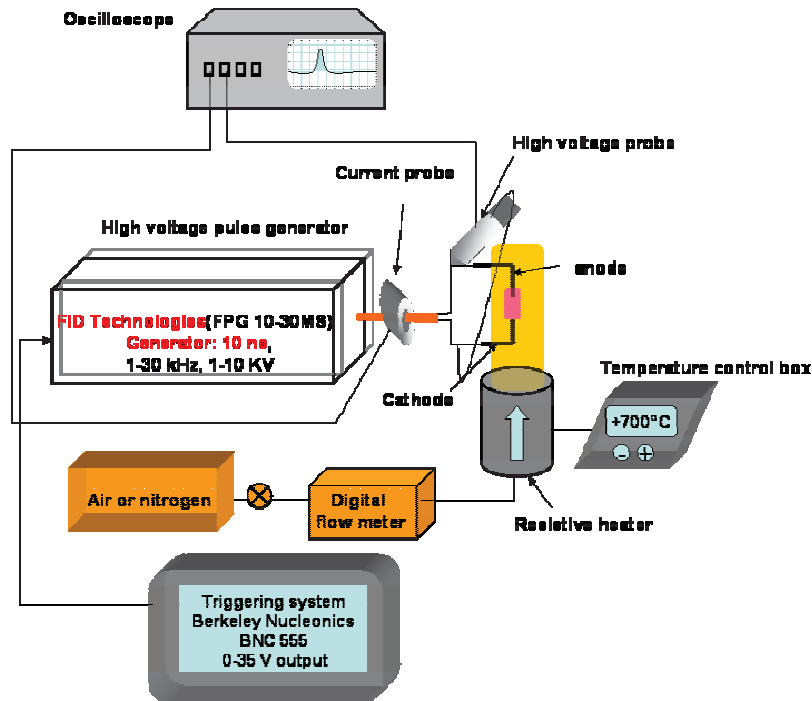 Oscilloscope
High voltage probe
Current probe
High voltage pulse generator
anode
FID Technologies(FPG 10-30MS)
Generator: 10 ns,
1-30 kHz, 1-10 KV
Cathode
Temperature control box
+700°C
- +
Air or nitrogen
Digital
flow meter
Resistive heater
Triggering system
Berkeley Nucleonics
BNC 555
0-35 V output